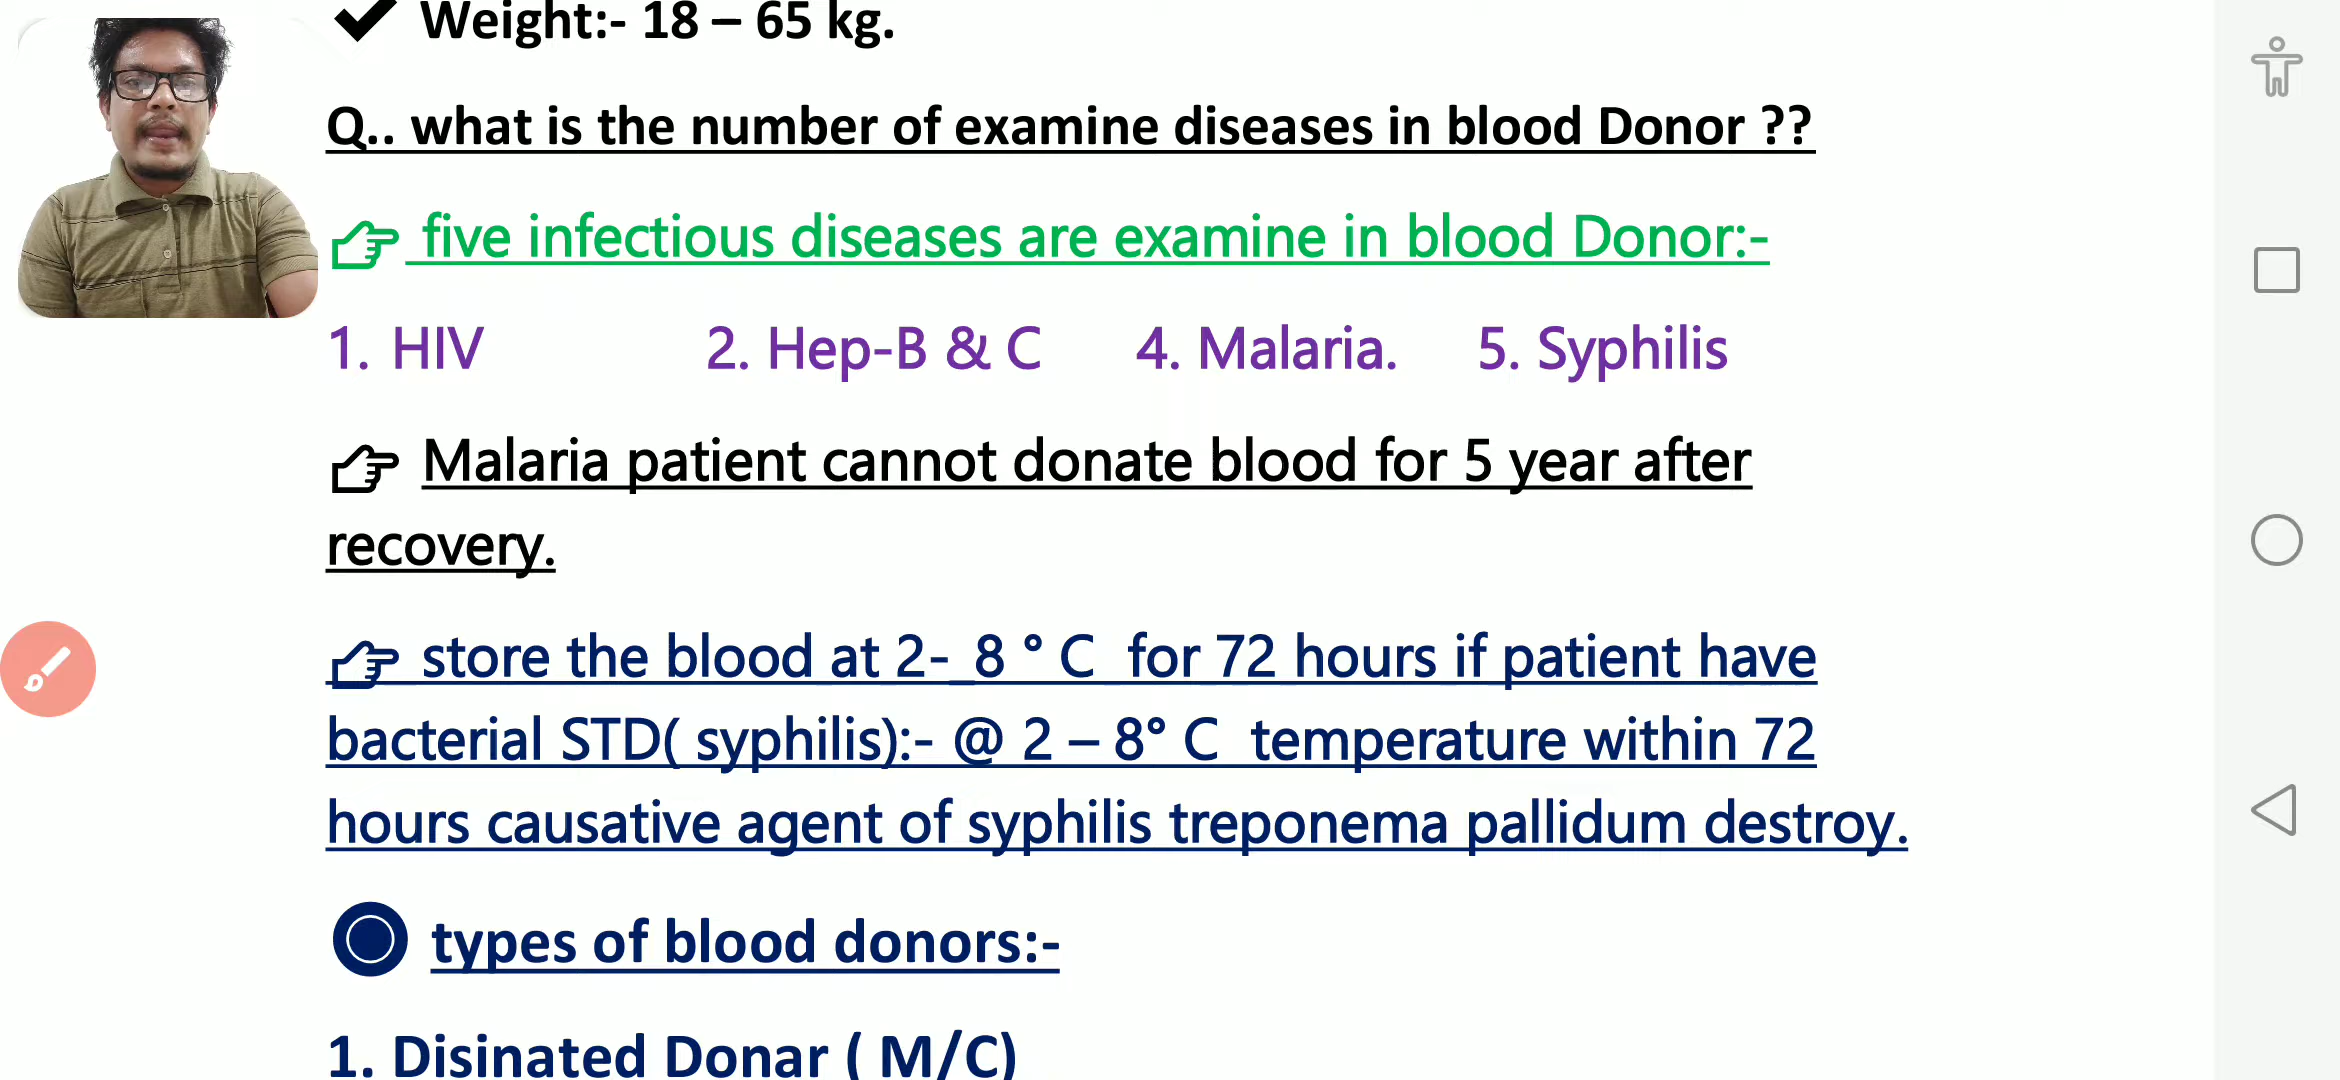 Weight:- 18 – 65 kg.
Q.. what is the number of examine diseases in blood Donor ??
five infectious diseases are examine in blood Donor:-
1. HIV 2. Hep-B & C 4. Malaria. 5. Syphilis
Malaria patient cannot donate blood for 5 year after
recovery.
store the blood at 2-_8 ° C for 72 hours if patient have
bacterial STD( syphilis):- @ 2 – 8° C temperature within 72
hours causative agent of syphilis treponema pallidum destroy.
types of blood donors:-
1. Disinated Donar ( M/C)